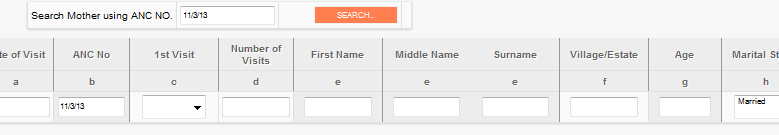 Search Mother using ANC NO. 11/3/13 SEARCH..
te of Visit ANC No 1st Visit Number of Visits First Name Middle Name Surname Village/Estate Age Marital St
a b c d e e e f g h
11/3/13 Married